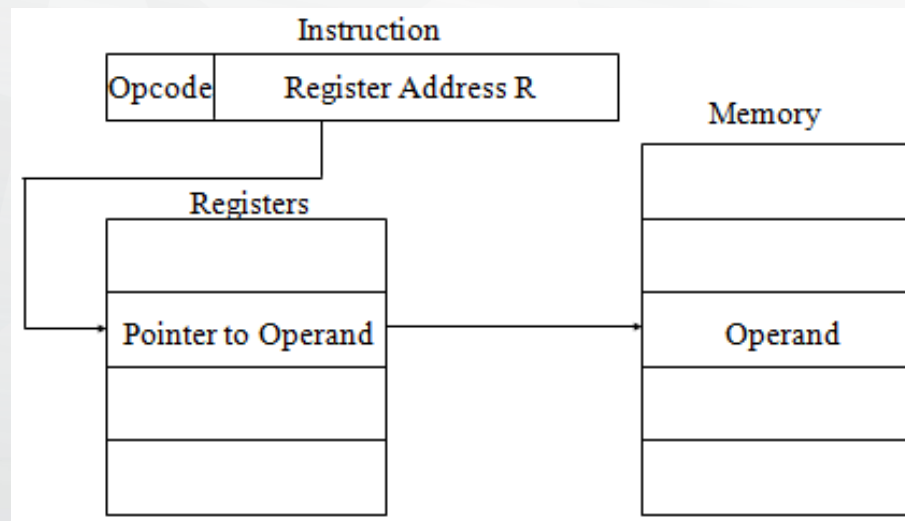 Instruction
Opcode Register Address R
Memory
Registers
Pointer to Operand
Operand